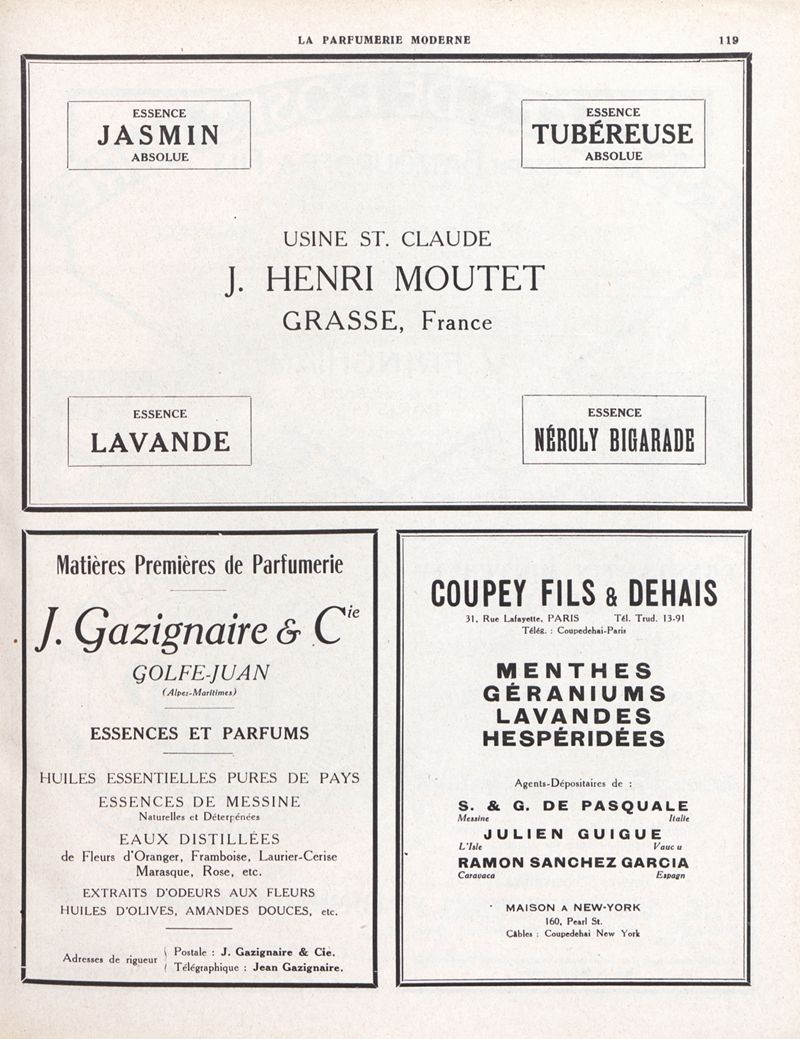 LA PARFUMERIE MODERNE 119
ESSENCE
JASMIN
ABSOLUE
ESSENCE
TUBÉREUSE
ABSOLUE
USINE ST. CLAUDE
J. HENRI MOUTET
GRASSE, France
ESSENCE
LAVANDE
ESSENCE
NÉROLY BIGARADE
Matières Premières de Parfumerie
J. Gazignaire & Cie
GOLFE-JUAN
(Alpes-Maritimes)
ESSENCES ET PARFUMS
HUILES ESSENTIELLES PURES DE PAYS
ESSENCES DE MESSINE
Naturelles et Déterpénées
EAUX DISTILLÉES
de Fleurs d'Oranger, Framboise, Laurier-Cerise
Marasque, Rose, etc.
EXTRAITS D'ODEURS AUX FLEURS
HUILES D'OLIVES, AMANDES DOUCES, etc.
Adresses de rigueur
Postale : J. Gazignaire & Cie.
Télégraphique : Jean Gazignaire.
COUPEY FILS & DEHAIS
31, Rue Lafayette, PARIS Tél. Trud. 13-91
Télég. : Coupedehai-Paris
MENTHES
GÉRANIUMS
LAVANDES
HESPÉRIDÉES
Agents-Dépositaires de :
S. & G. DE PASQUALE
Messine Italie
JULIEN GUIGUE
L'Isle Vauc u
RAMON SANCHEZ GARCIA
Caravaca Espagn
MAISON A NEW-YORK
160, Pearl St.
Câbles : Coupedehai New York